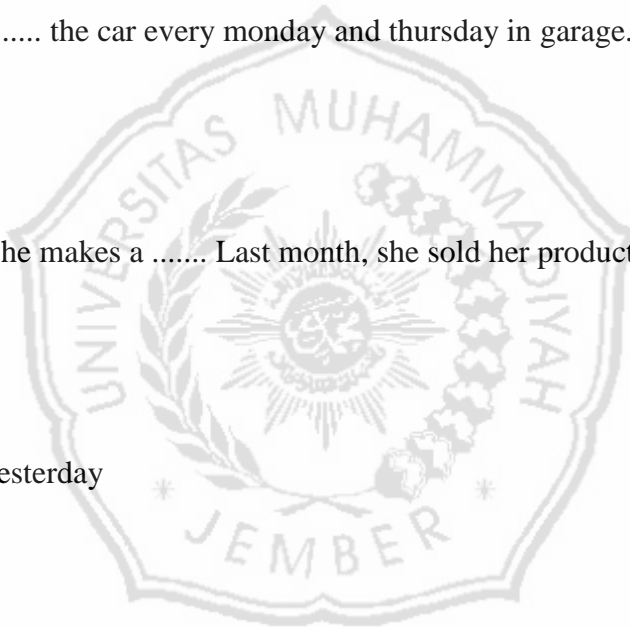 ..... the car every monday and thursday in garage.
he makes a ....... Last month, she sold her product
esterday
UNIVERSITAS MUHAMMADIYAH
JEMBER